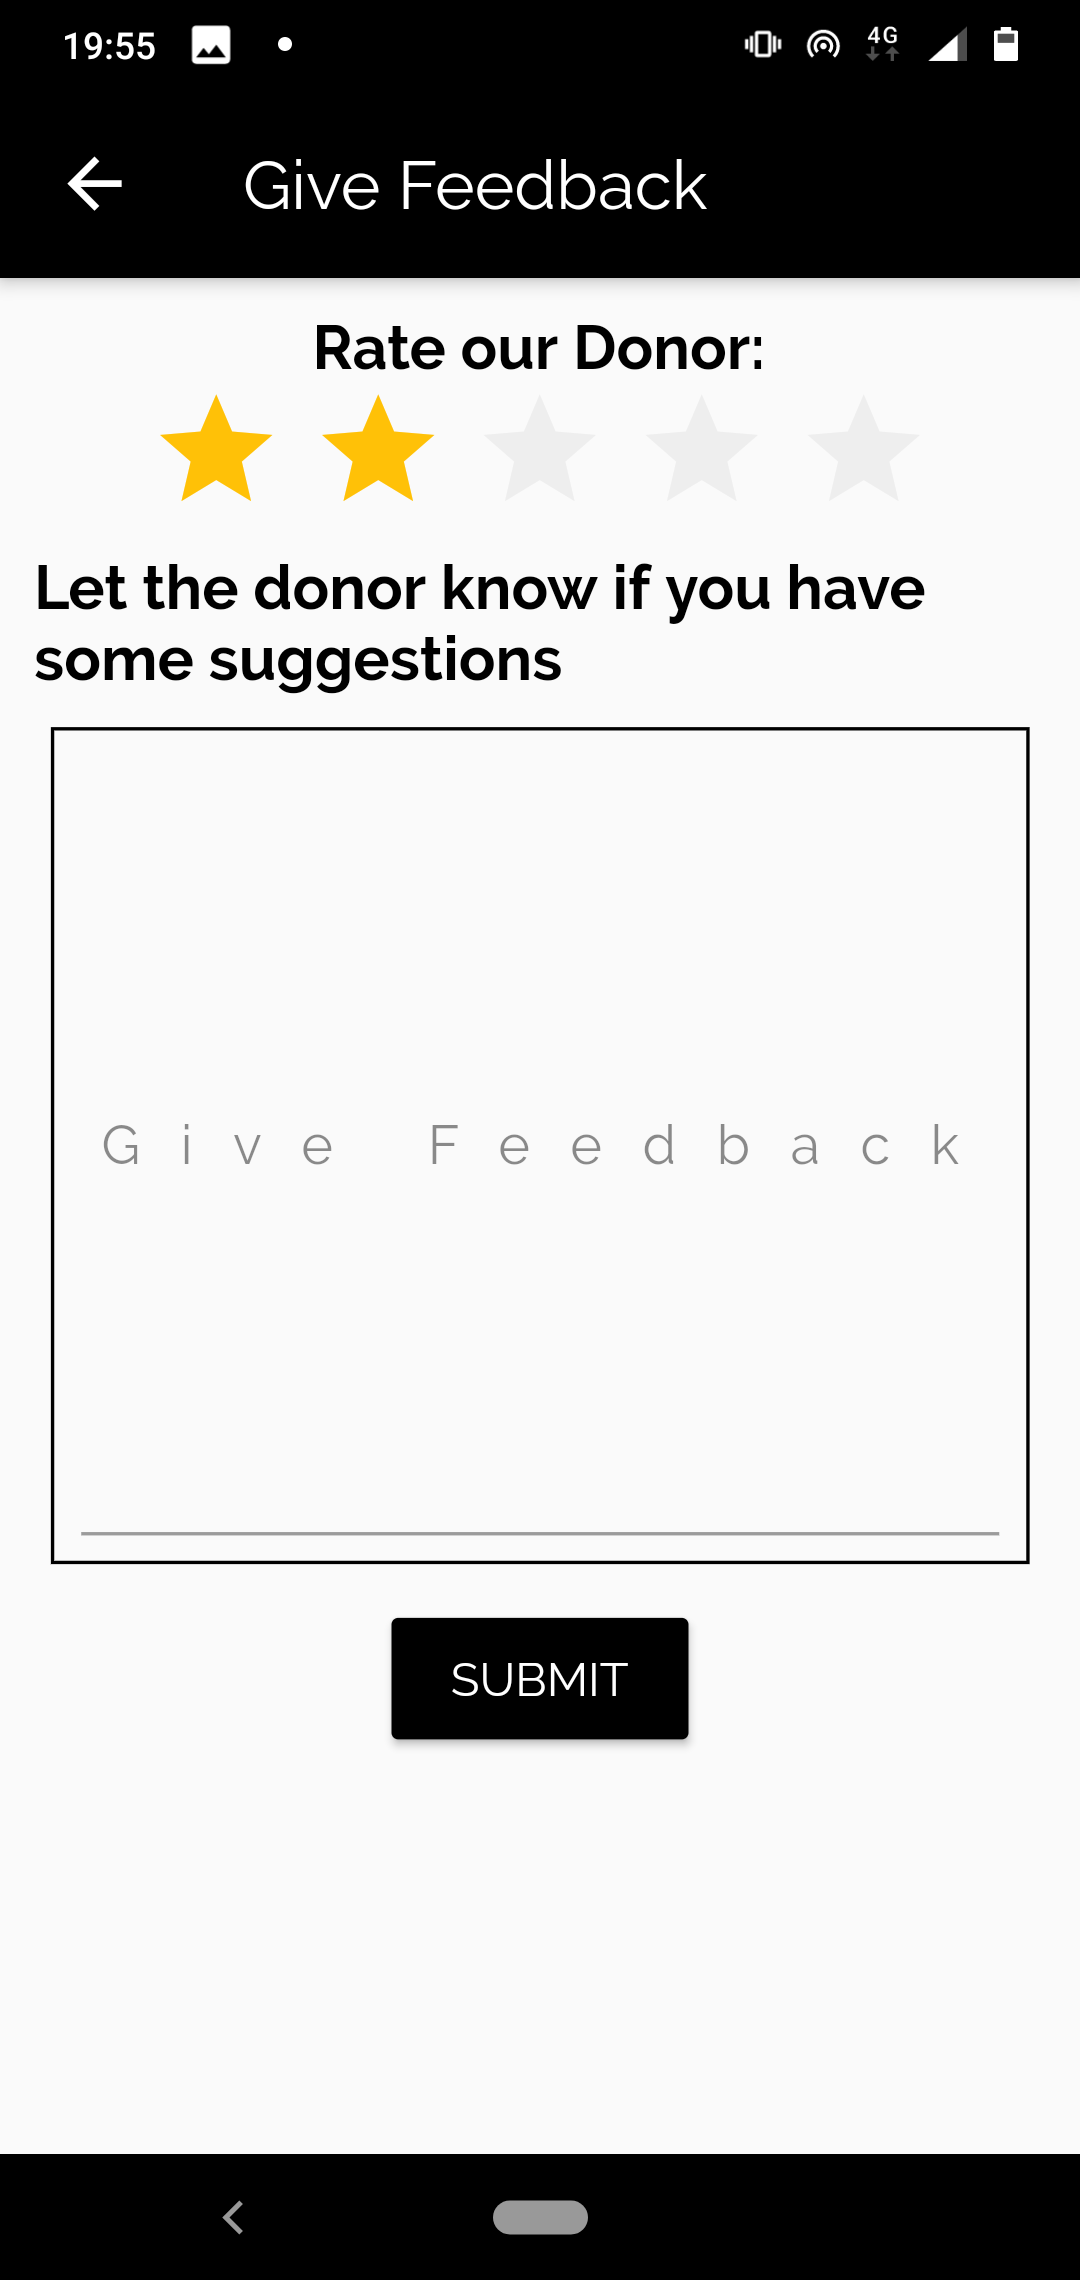 19:55 4G
Give Feedback
Rate our Donor:
Let the donor know if you have
some suggestions
Give Feedback
SUBMIT